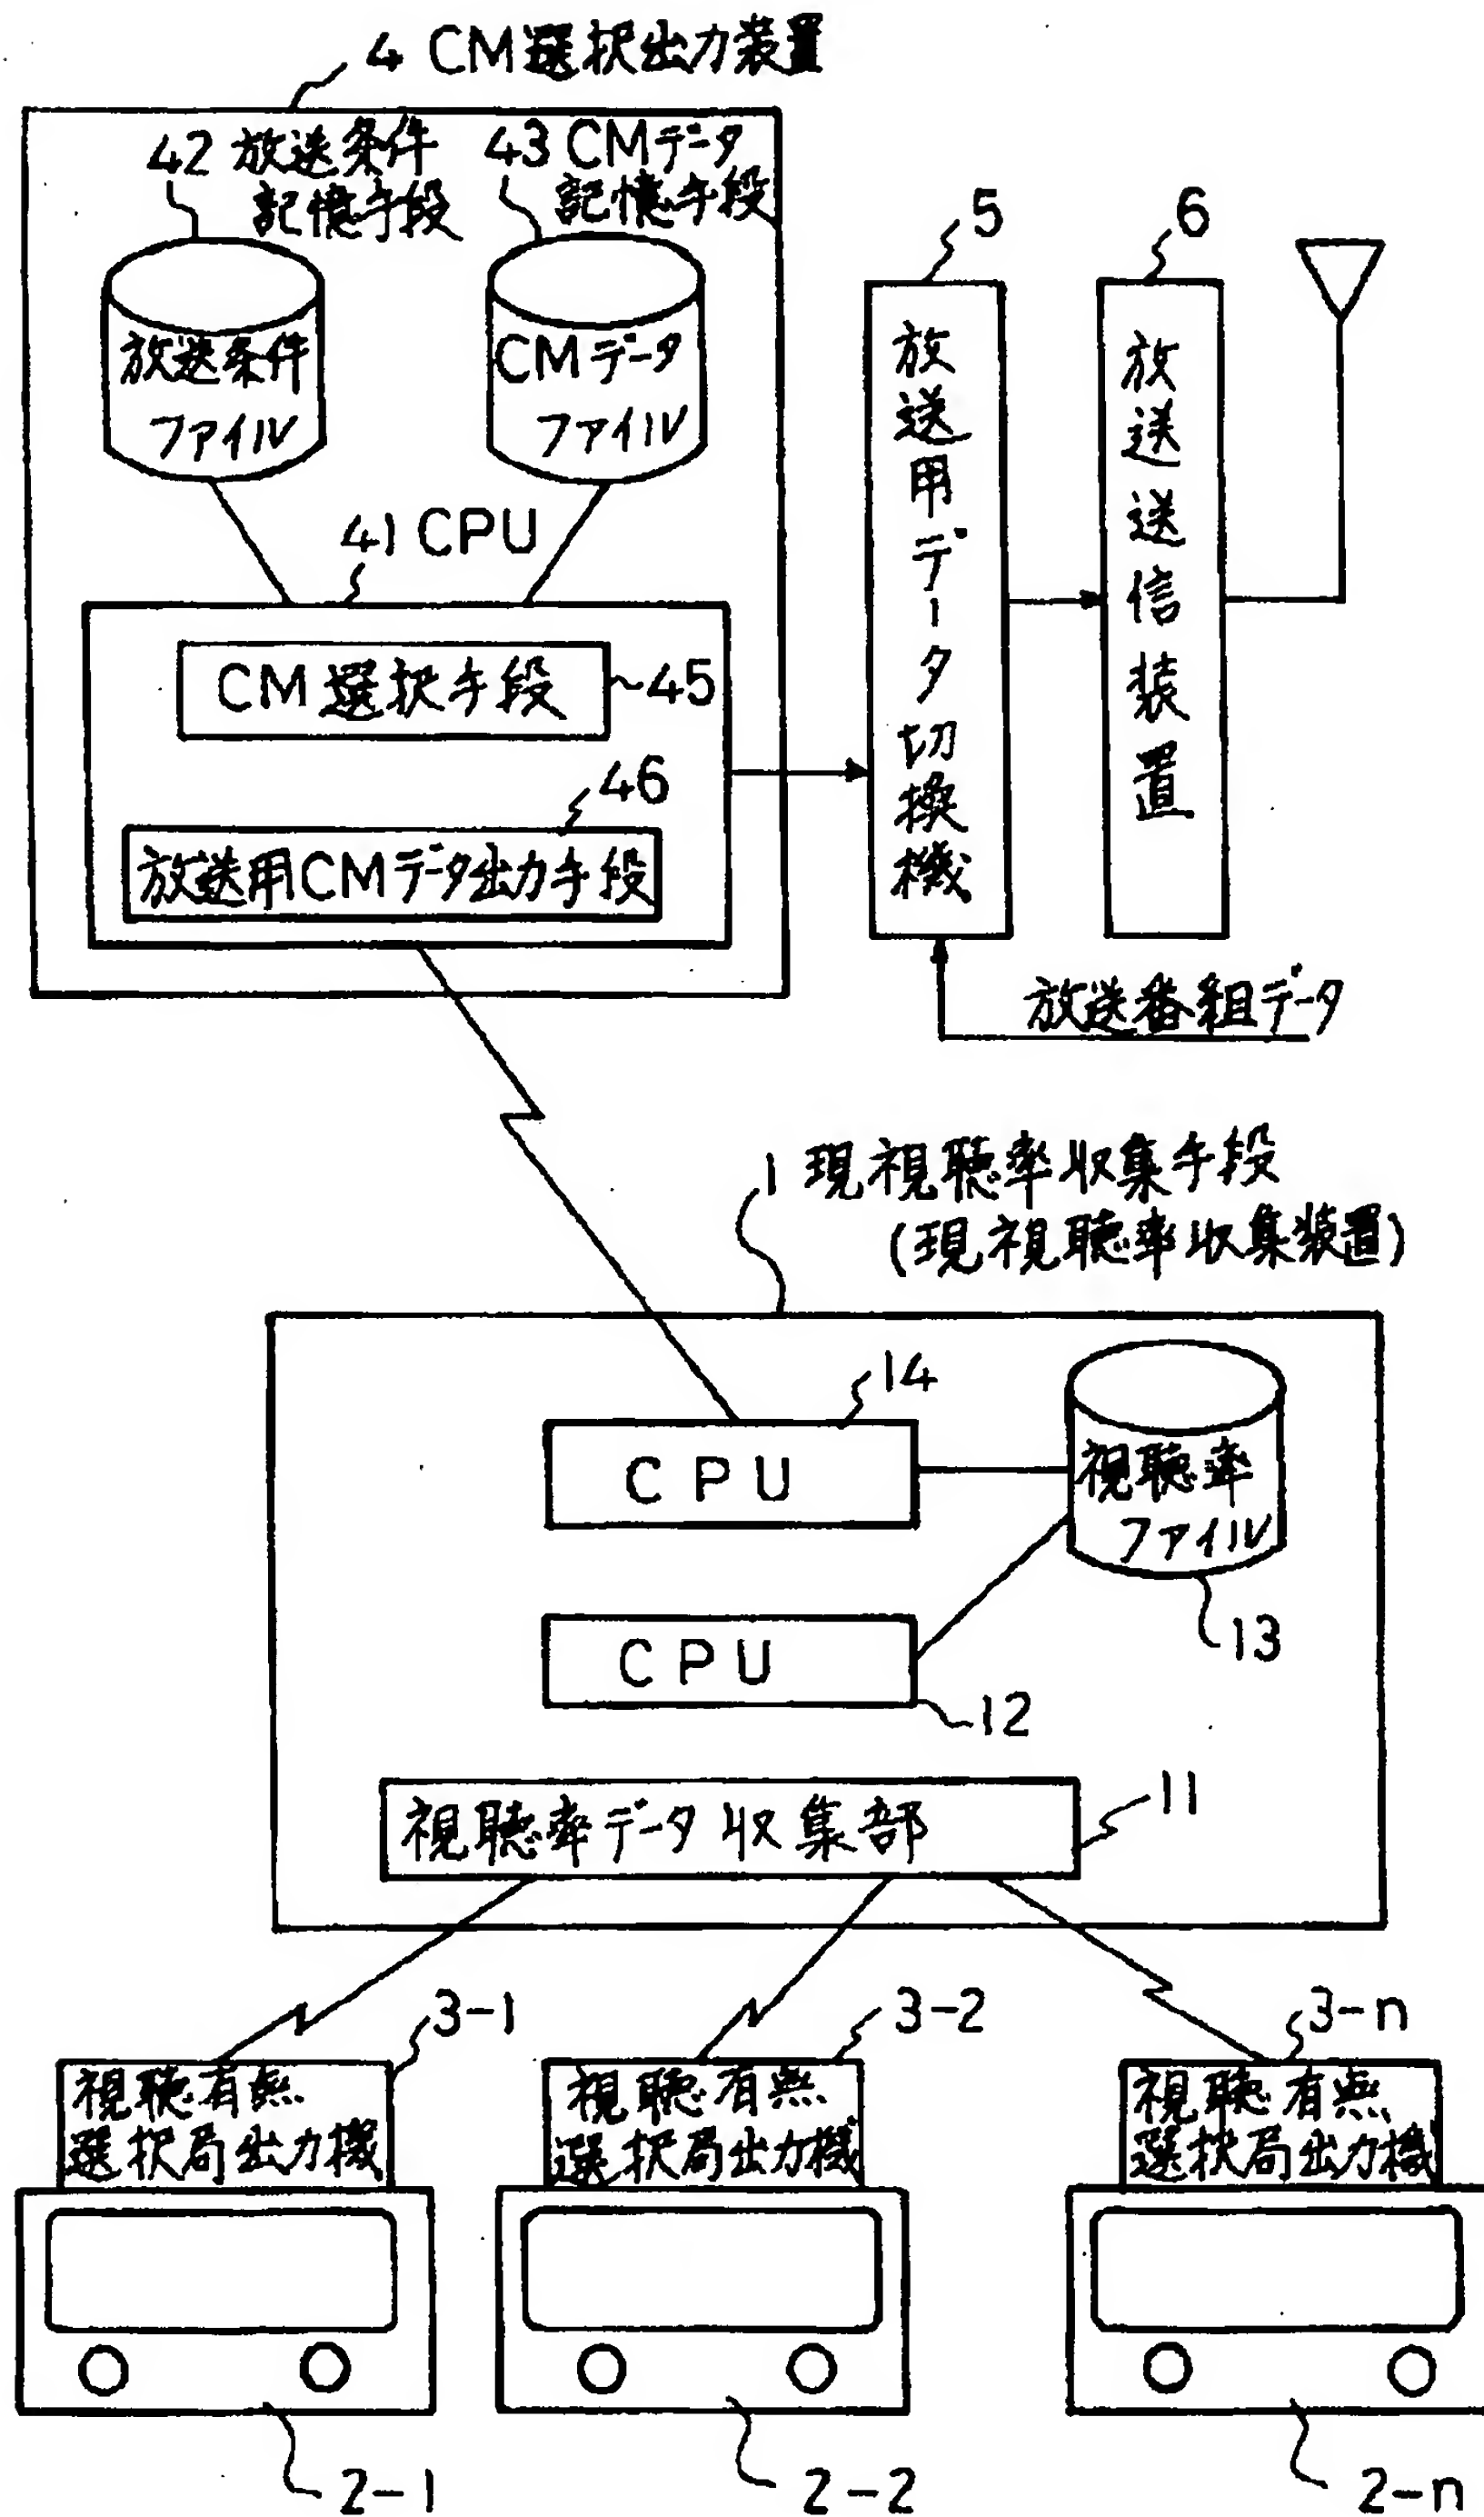 4 CM選択出力装置
42 放送条件
記憶手段
43 CMデータ
記憶手段
放送条件
ファイル
CMデータ
ファイル
41 CPU
CM選択手段
45
46
放送用CMデータ出力手段
5
放送用データ切換機
6
放送送信装置
放送番組データ
1 現視聴率収集手段
(現視聴率収集装置)
14
CPU
視聴率
ファイル
13
CPU
12
視聴率データ収集部
11
3-1
視聴有無
選択局出力機
3-2
視聴有無
選択局出力機
3-n
視聴有無
選択局出力機
2-1
2-2
2-n